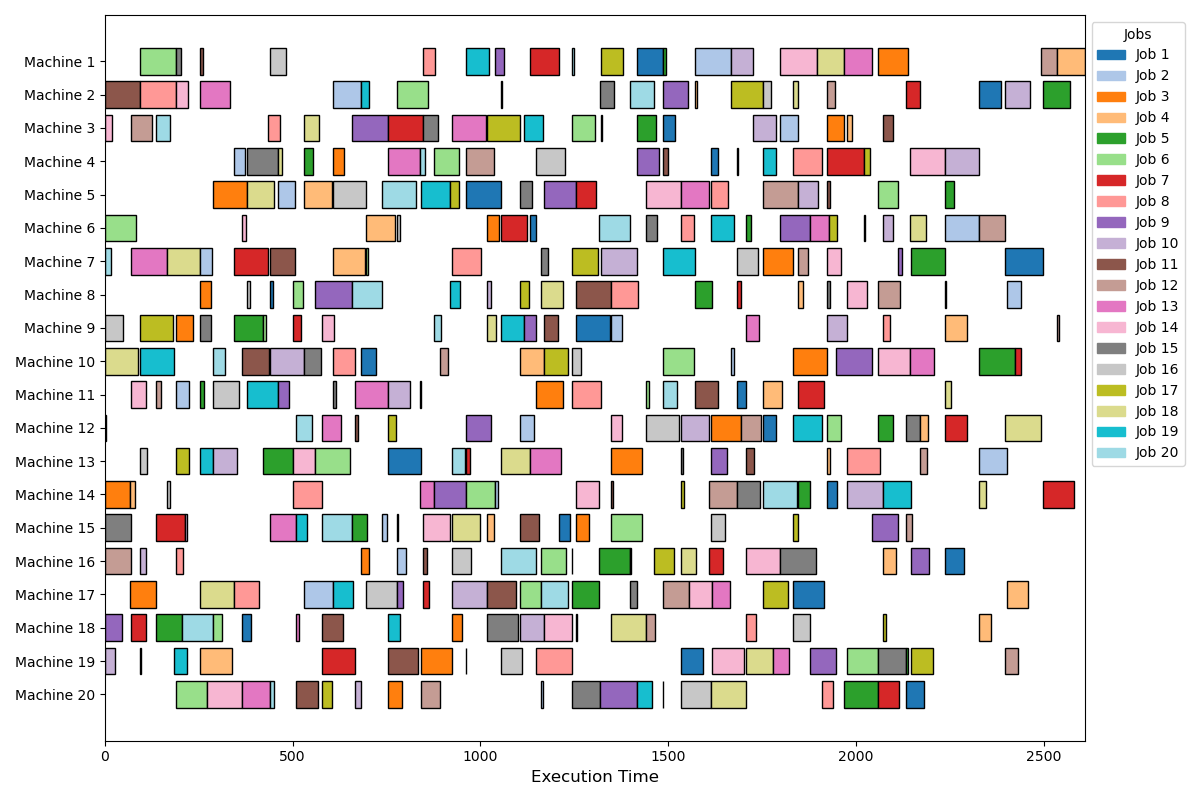 Machine 1
Machine 2
Machine 3
Machine 4
Machine 5
Machine 6
Machine 7
Machine 8
Machine 9
Machine 10
Machine 11
Machine 12
Machine 13
Machine 14
Machine 15
Machine 16
Machine 17
Machine 18
Machine 19
Machine 20
0 500 1000 1500 2000 2500
Execution Time
Jobs
Job 1
Job 2
Job 3
Job 4
Job 5
Job 6
Job 7
Job 8
Job 9
Job 10
Job 11
Job 12
Job 13
Job 14
Job 15
Job 16
Job 17
Job 18
Job 19
Job 20